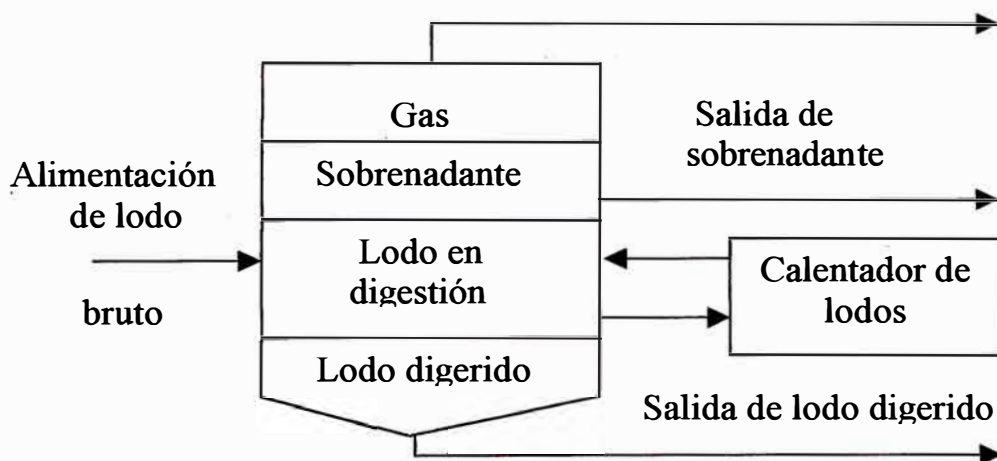 Gas
Salida de
sobrenadante
Alimentación
de lodo
bruto
Sobrenadante
Lodo en
digestión
Calentador de
lodos
Lodo digerido
Salida de lodo digerido